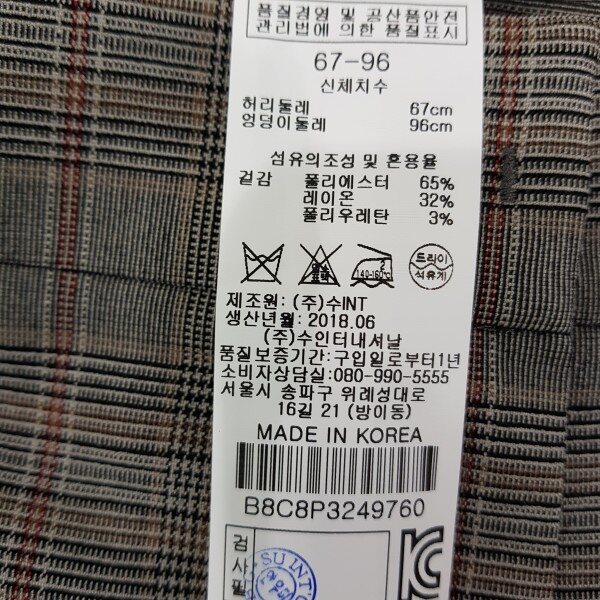 품질경영 및 공산품안전
관리법에 의한 품질표시
67-96
신체치수
허리둘레 67cm
엉덩이둘레 96cm
섬유의조성 및 혼용율
겉감 폴리에스터 65%
레이온 32%
폴리우레탄 3%
2
140-160℃
드라이
석유계
제조원: (주)수INT
생산년월: 2018.06
(주)수인터내셔날
품질보증기간: 구입일로부터1년
소비자상담실: 080-990-5555
서울시 송파구 위례성대로
16길 21 (방이동)
MADE IN KOREA
B8C8P3249760
검
사
필
SU INT